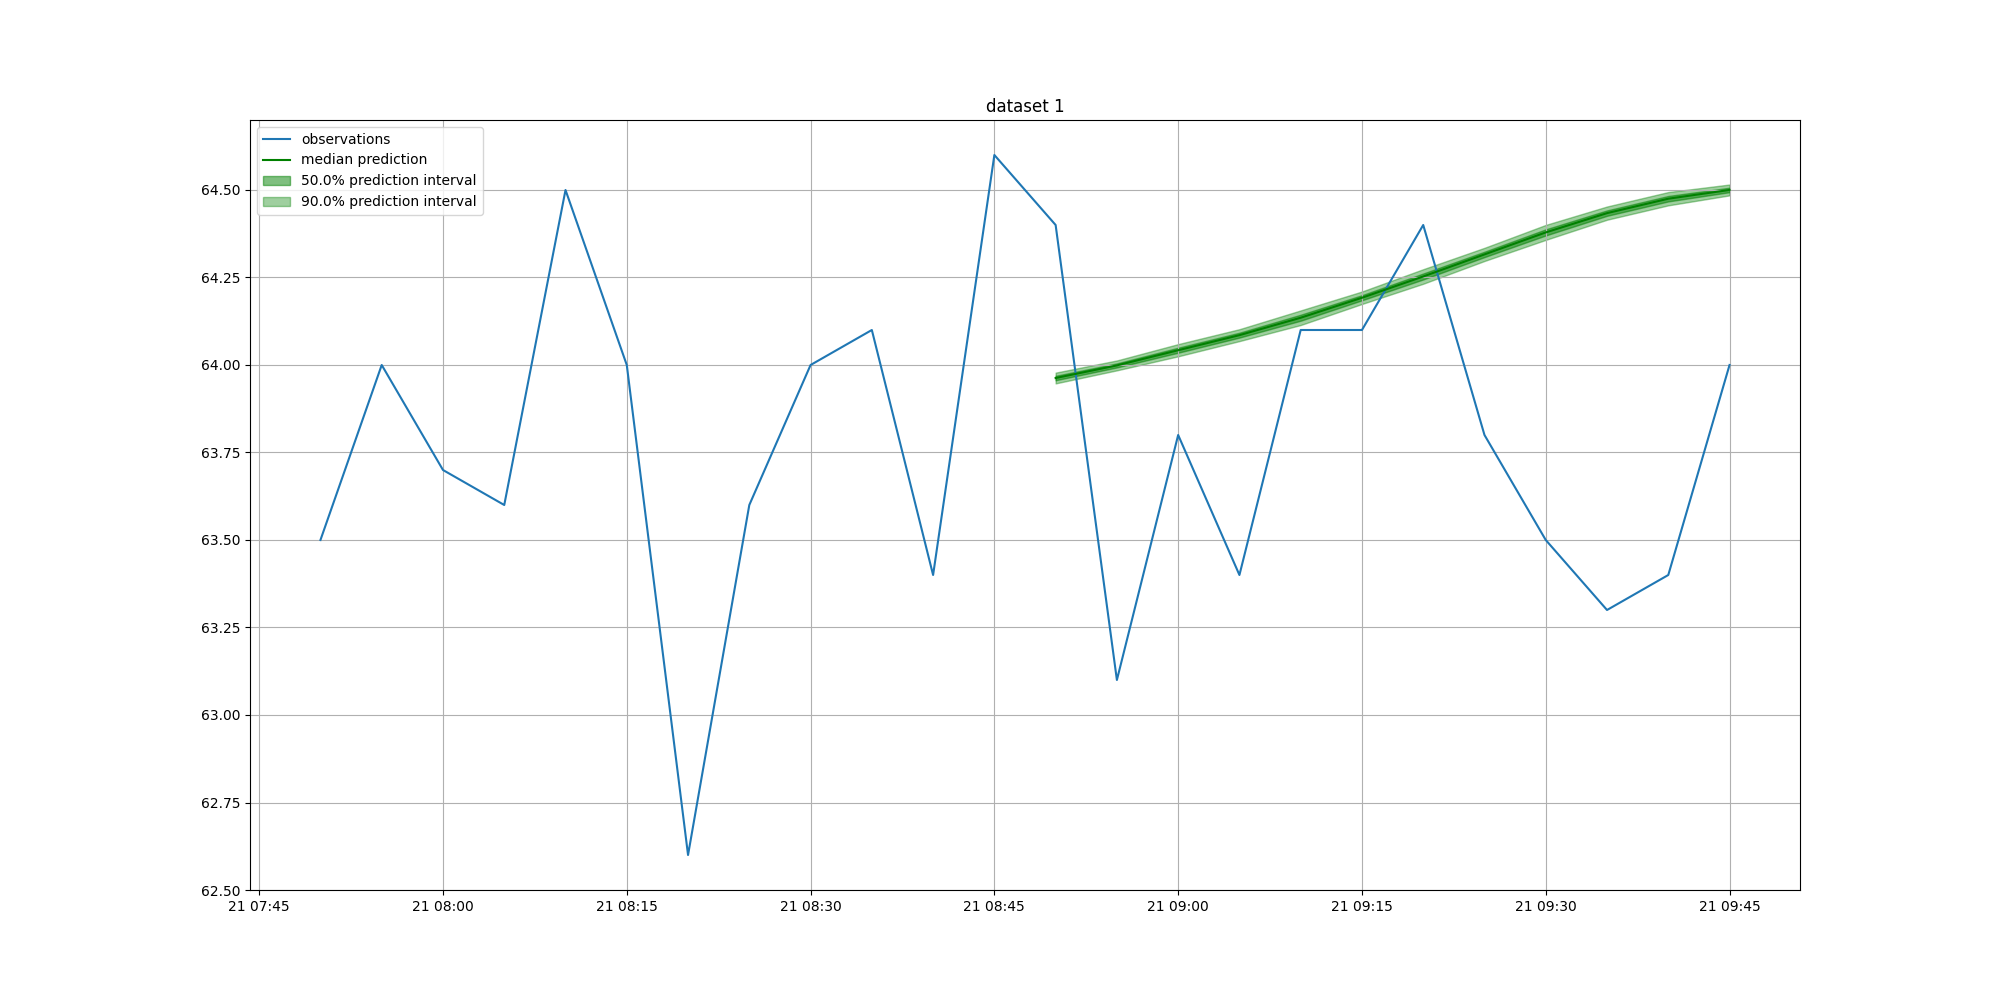 dataset 1
observations
median prediction
50.0% prediction interval
90.0% prediction interval
64.50
64.25
64.00
63.75
63.50
63.25
63.00
62.75
62.50
21 07:45 21 08:00 21 08:15 21 08:30 21 08:45 21 09:00 21 09:15 21 09:30 21 09:45